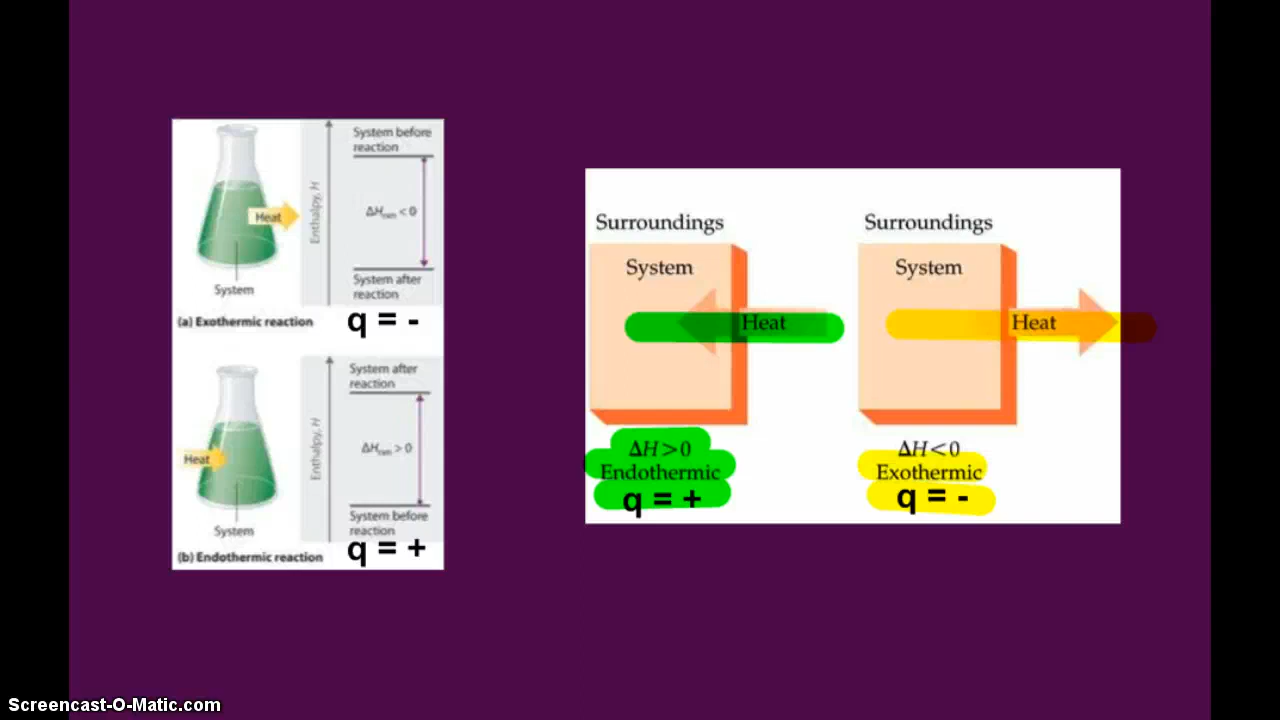 System before
reaction
Heat
Enthalpy, H
ΔHrxn < 0
System
System after
reaction
(a) Exothermic reaction
q = -
System after
reaction
Heat
Enthalpy, H
ΔHrxn > 0
System
System before
reaction
(b) Endothermic reaction
q = +
Surroundings
System
Heat
ΔH > 0
Endothermic
q = +
Surroundings
System
Heat
ΔH < 0
Exothermic
q = -
Screencast-O-Matic.com